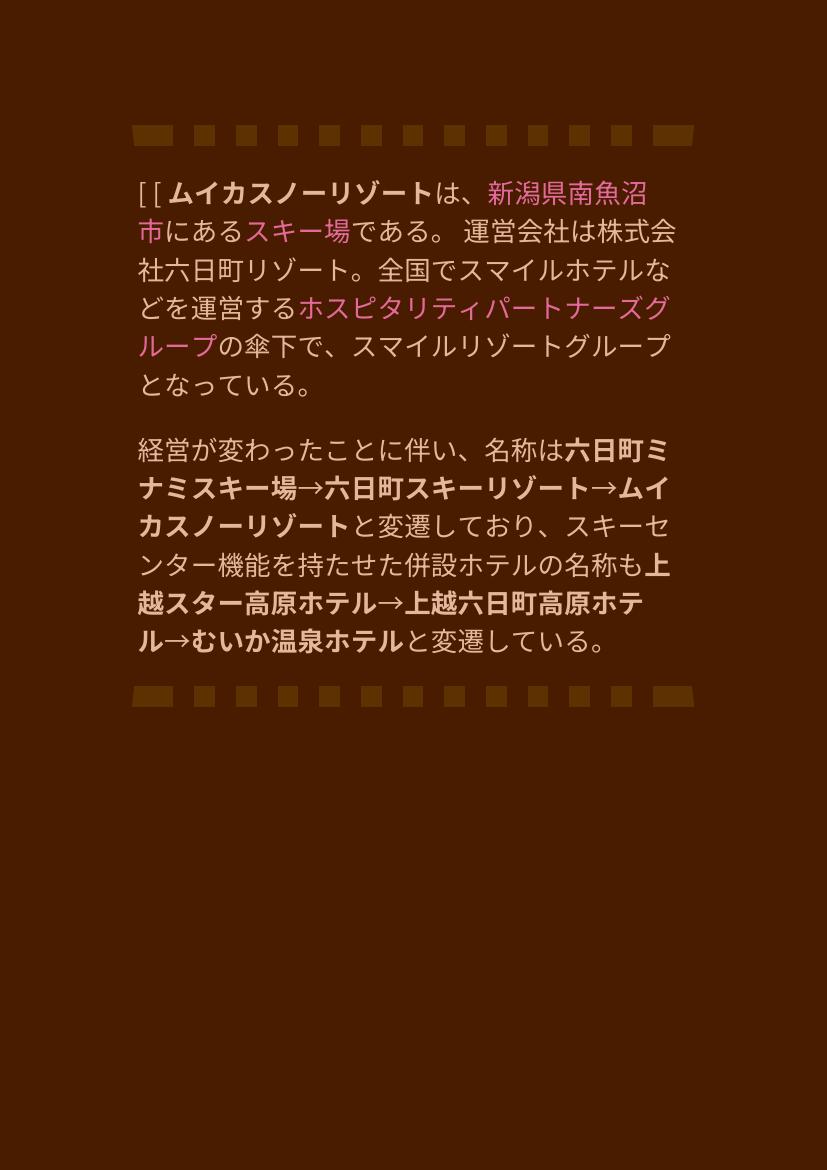 [ [ ムイカスノーリゾートは、新潟県南魚沼
市にあるスキー場である。 運営会社は株式会
社六日町リゾート。全国でスマイルホテルな
どを運営するホスピタリティパートナーズグ
ループの傘下で、スマイルリゾートグループ
となっている。
経営が変わったことに伴い、名称は六日町ミ
ナミスキー場→六日町スキーリゾート→ムイ
カスノーリゾートと変遷しており、スキーセ
ンター機能を持たせた併設ホテルの名称も上
越スター高原ホテル→上越六日町高原ホテ
ル→むいか温泉ホテルと変遷している。